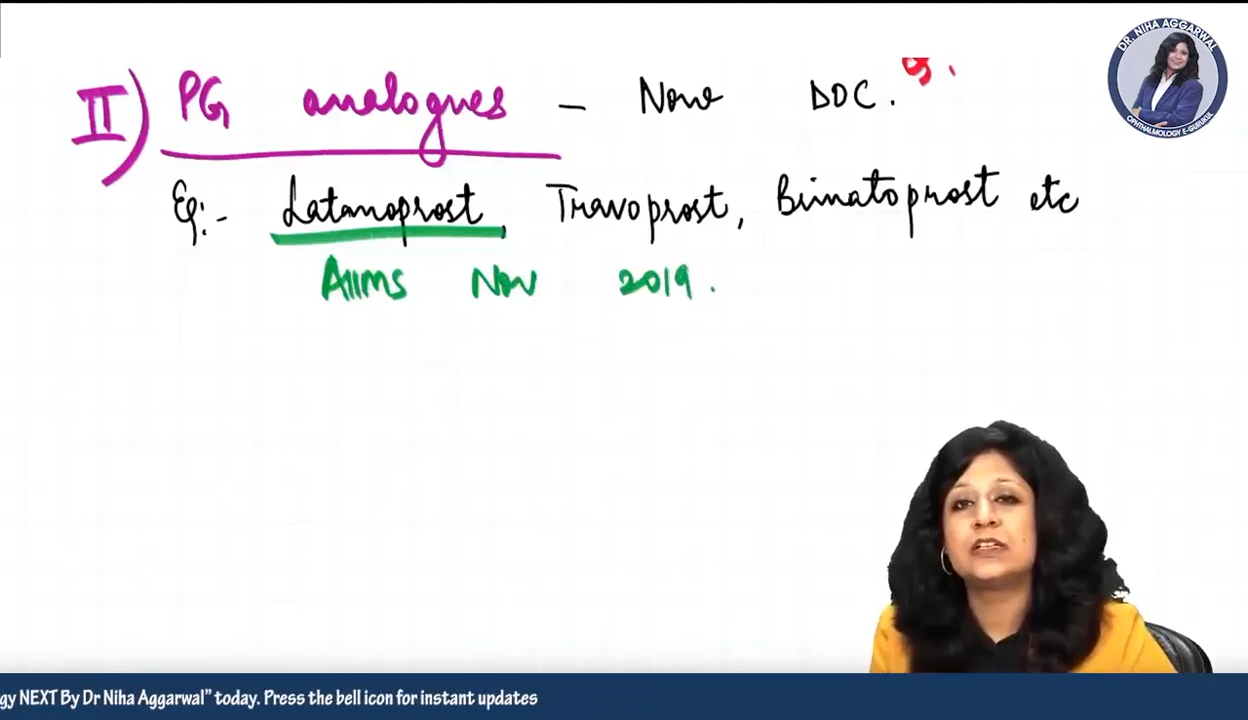 II) PG analogues - Now DOC.
Eg:- Latanoprost Travoprost, Bimatoprost etc
AIIMS Nov 2019.
DR. NIHA AGGARWAL
OPHTHALMOLOGY E-GURUKUL
gy NEXT By Dr Niha Aggarwal" today. Press the bell icon for instant updates